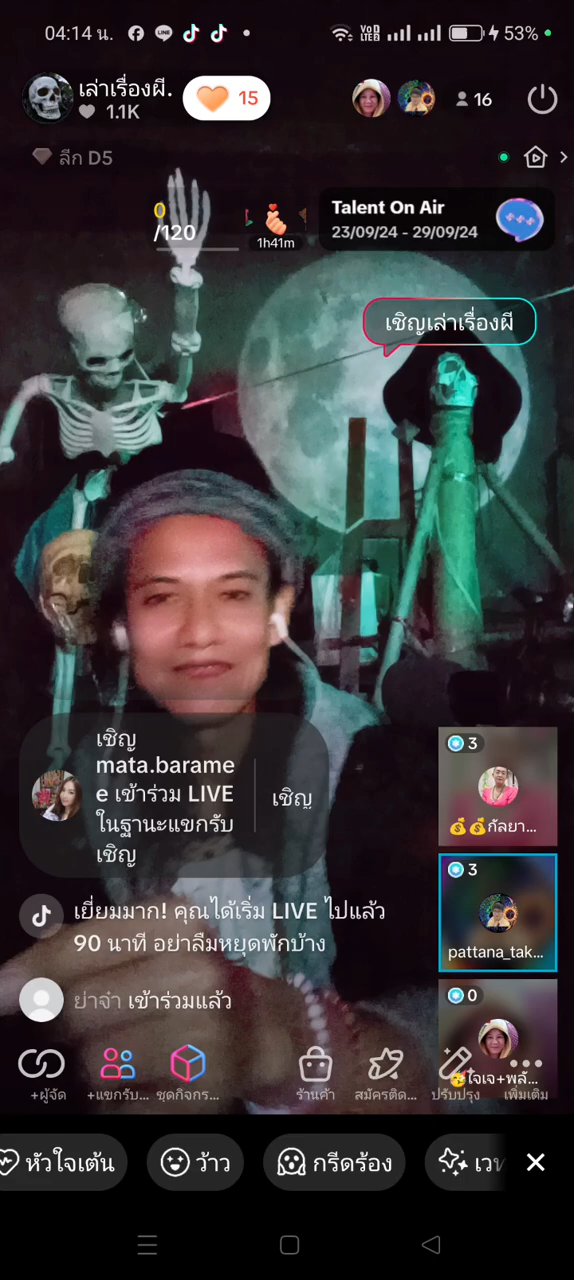 04:14 น.
VoD LTEB
53%
เล่าเรื่องผี.
1.1K
15
16
ลีก D5
0
/120
1h41m
Talent On Air
23/09/24 - 29/09/24
เชิญเล่าเรื่องผี
เชิญ
mata.barame
e เข้าร่วม LIVE
ในฐานะแขกรับ
เชิญ
เชิญ
3
💰💰กัลยา...
3
pattana_tak...
เยี่ยมมาก! คุณได้เริ่ม LIVE ไปแล้ว
90 นาที อย่าลืมหยุดพักบ้าง
ย่าจ๋า เข้าร่วมแล้ว
0
🥳ใจเจ+พลั...
+ผู้จัด
+แขกรับ...
ชุดกิจกร...
ร้านค้า
สมัครติด...
ปรับปรุง
เพิ่มเติม
หัวใจเต้น
ว้าว
กรีดร้อง